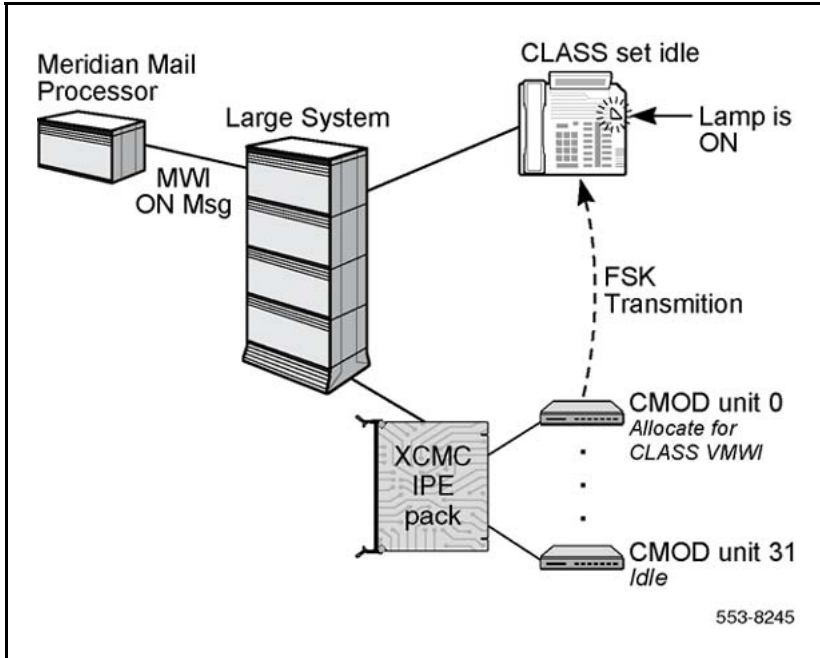 Meridian Mail
Processor
Large System
CLASS set idle
Lamp is
ON
MWI
ON Msg
FSK
Transmition
XCMC
IPE
pack
CMOD unit 0
Allocate for
CLASS VMWI
CMOD unit 31
Idle
553-8245